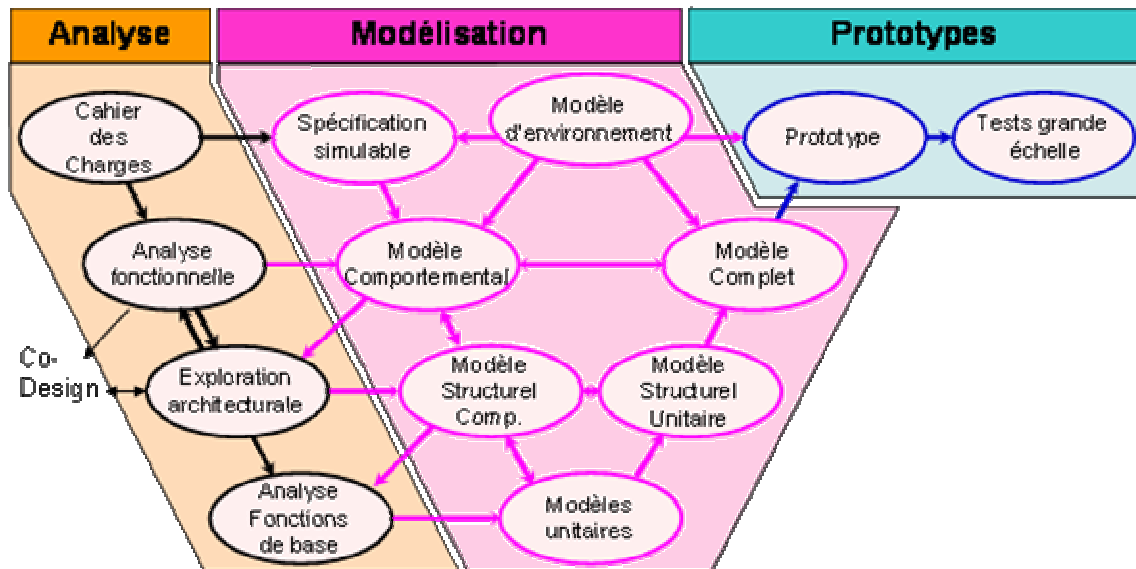 Analyse
Modélisation
Prototypes
Cahier
des
Charges
Spécification
simulable
Modèle
d'environnement
Prototype
Tests grande
échelle
Analyse
fonctionnelle
Modèle
Comportemental
Modèle
Complet
Co-
Design
Exploration
architecturale
Modèle
Structurel
Comp.
Modèle
Structurel
Unitaire
Analyse
Fonctions
de base
Modèles
unitaires